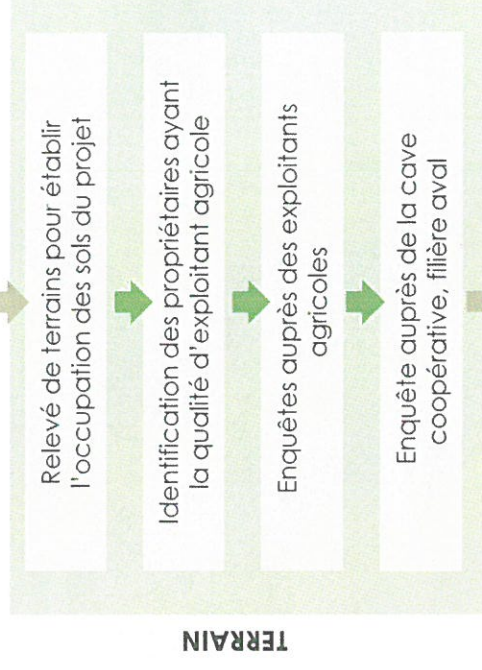 Relevé de terrains pour établir
l'occupation des sols du projet
Identification des propriétaires ayant
la qualité d'exploitant agricole
Enquêtes auprès des exploitants
agricoles
Enquête auprès de la cave
coopérative, filière aval
TERRAIN